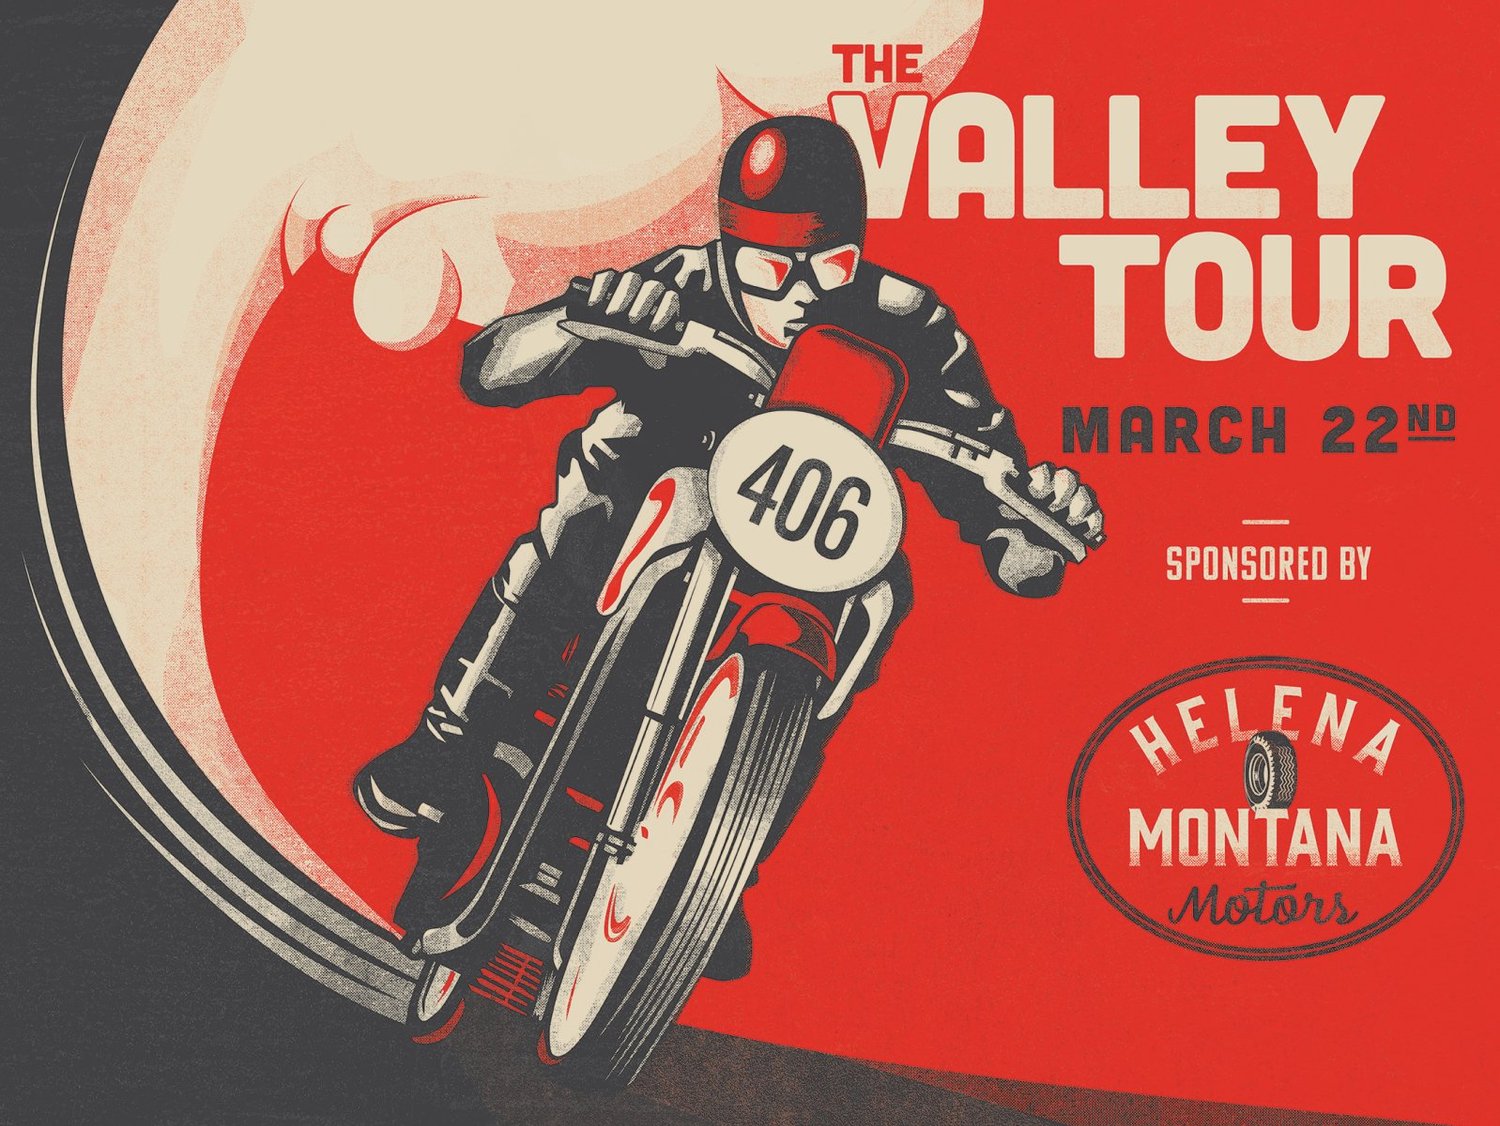 THE
VALLEY
TOUR
MARCH 22ND
406
SPONSORED BY
HELENA
MONTANA
Motors